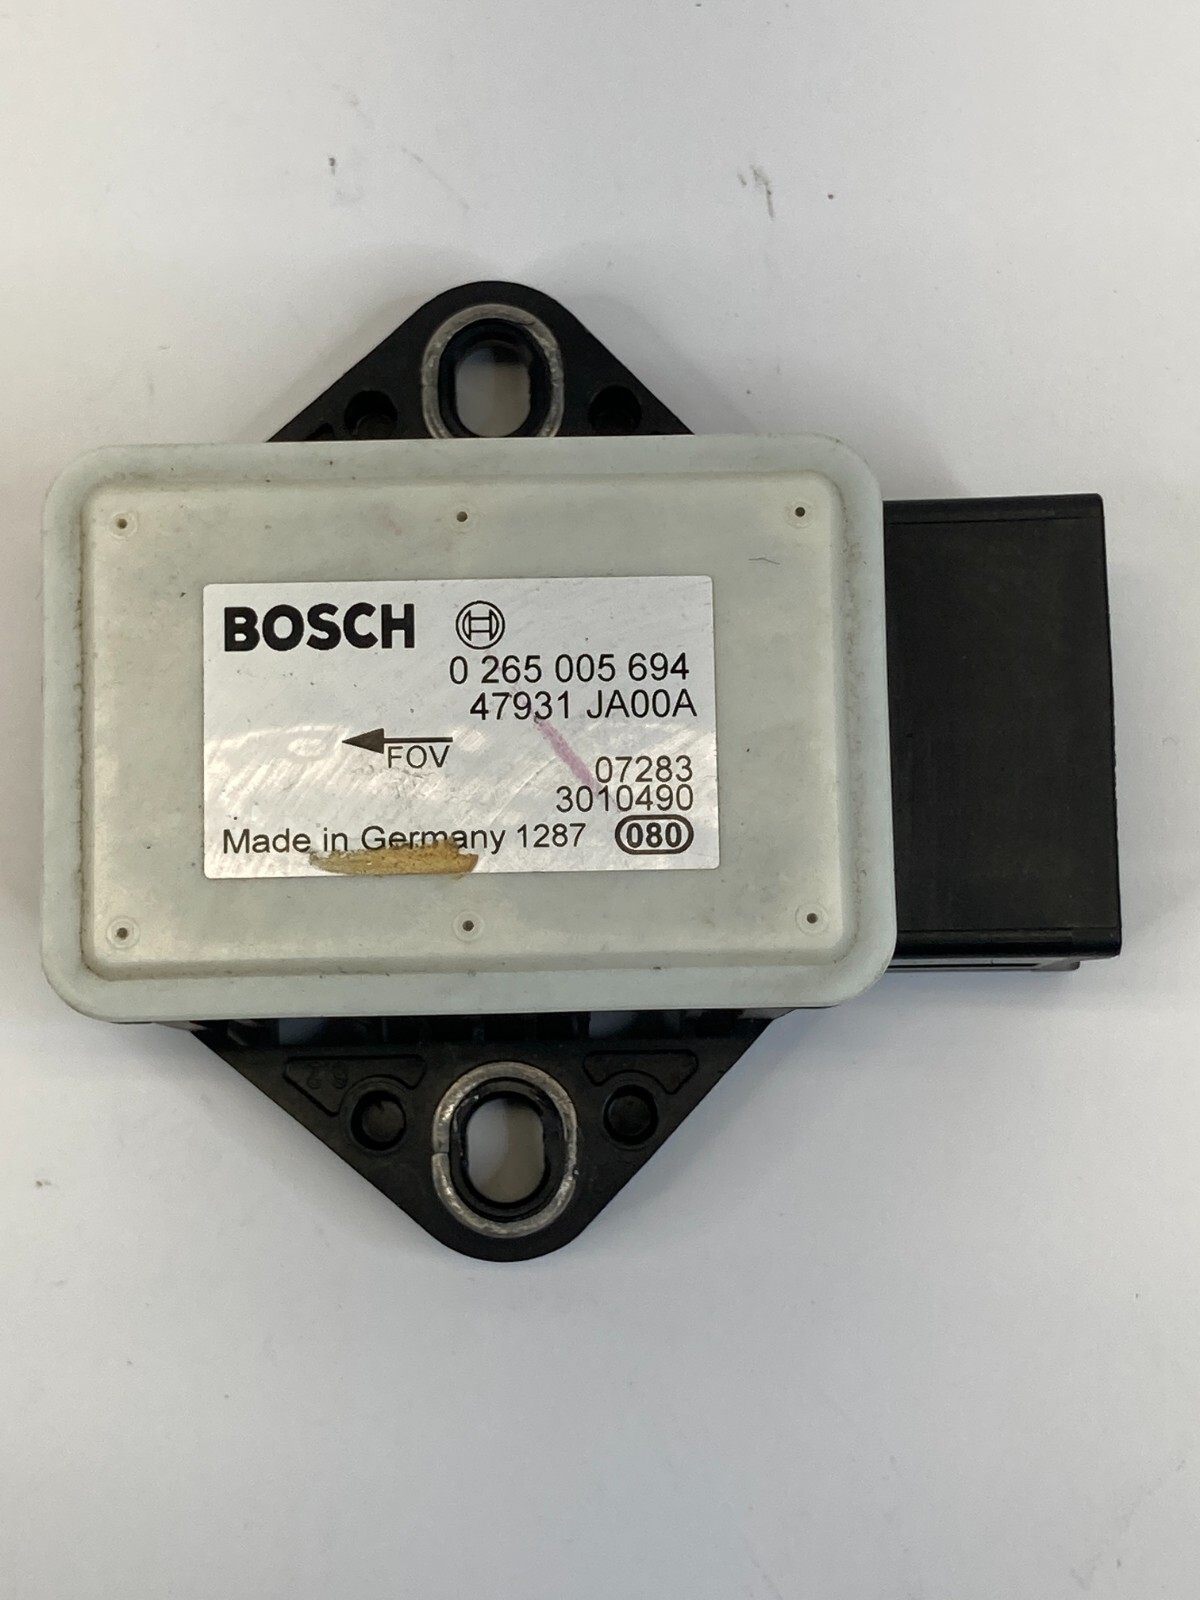 BOSCH
0 265 005 694
47931 JA00A
FOV
07283
3010490
Made in Germany 1287 080